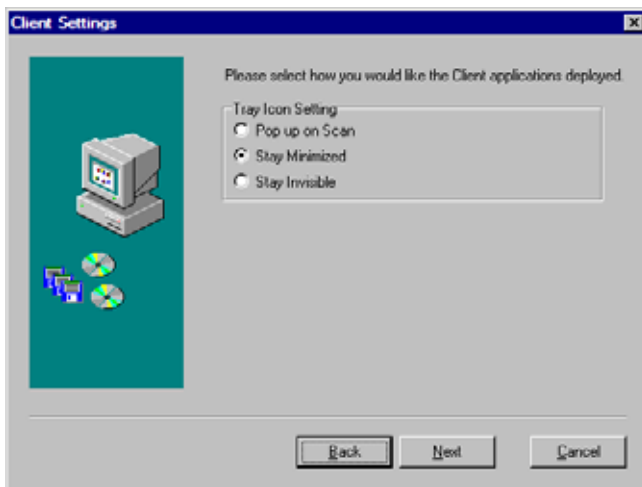 Client Settings
Please select how you would like the Client applications deployed.
Tray Icon Setting
Pop up on Scan
Stay Minimized
Stay Invisible
Back
Next
Cancel